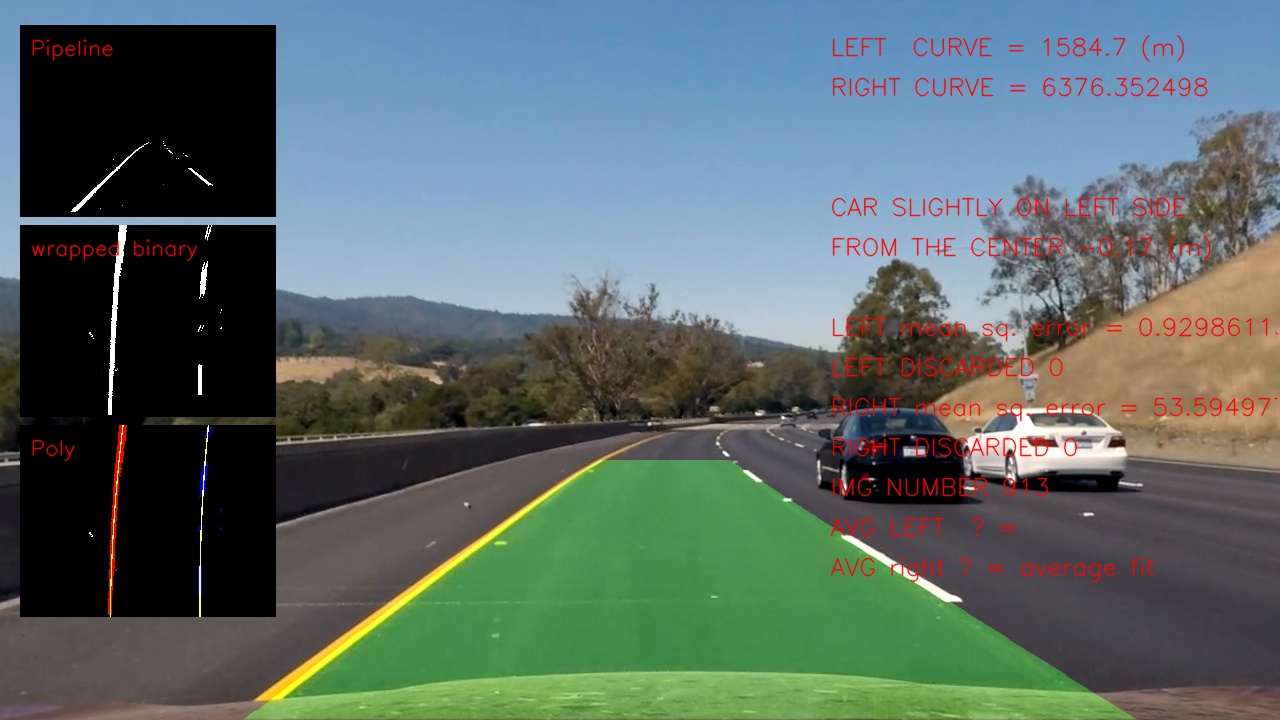 Pipeline
wrapped binary
Poly
LEFT CURVE = 1584.7 (m)
RIGHT CURVE = 6376.352498
CAR SLIGHTLY ON LEFT SIDE
FROM THE CENTER -0.17 (m)
LEFT mean sq. error = 0.9298611
LEFT DISCARDED 0
RIGHT mean sq. error = 53.59497
RIGHT DISCARDED 0
IMG NUMBER 913
AVG LEFT ? =
AVG right ? = average fit